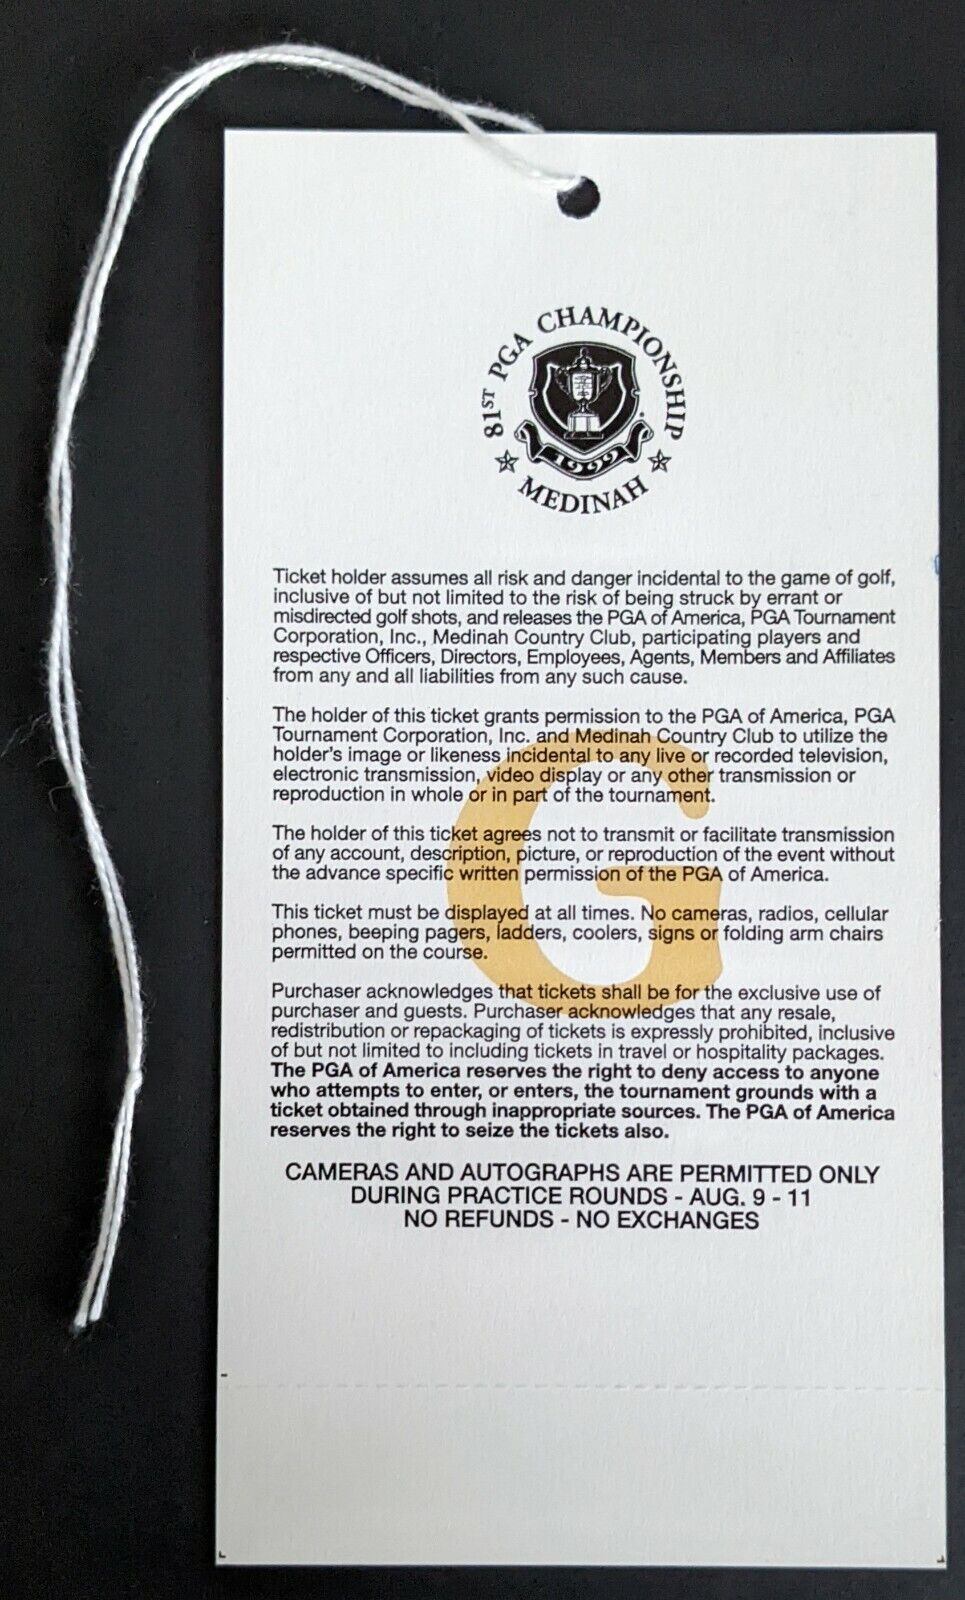 81ST PGA CHAMPIONSHIP
1999
MEDINAH
Ticket holder assumes all risk and danger incidental to the game of golf,
inclusive of but not limited to the risk of being struck by errant or
misdirected golf shots, and releases the PGA of America, PGA Tournament
Corporation, Inc., Medinah Country Club, participating players and
respective Officers, Directors, Employees, Agents, Members and Affiliates
from any and all liabilities from any such cause.
The holder of this ticket grants permission to the PGA of America, PGA
Tournament Corporation, Inc. and Medinah Country Club to utilize the
holder's image or likeness incidental to any live or recorded television,
electronic transmission, video display or any other transmission or
reproduction in whole or in part of the tournament.
The holder of this ticket agrees not to transmit or facilitate transmission
of any account, description, picture, or reproduction of the event without
the advance specific written permission of the PGA of America.
G
This ticket must be displayed at all times. No cameras, radios, cellular
phones, beeping pagers, ladders, coolers, signs or folding arm chairs
permitted on the course.
Purchaser acknowledges that tickets shall be for the exclusive use of
purchaser and guests. Purchaser acknowledges that any resale,
redistribution or repackaging of tickets is expressly prohibited, inclusive
of but not limited to including tickets in travel or hospitality packages.
The PGA of America reserves the right to deny access to anyone
who attempts to enter, or enters, the tournament grounds with a
ticket obtained through inappropriate sources. The PGA of America
reserves the right to seize the tickets also.
CAMERAS AND AUTOGRAPHS ARE PERMITTED ONLY
DURING PRACTICE ROUNDS - AUG. 9 - 11
NO REFUNDS - NO EXCHANGES